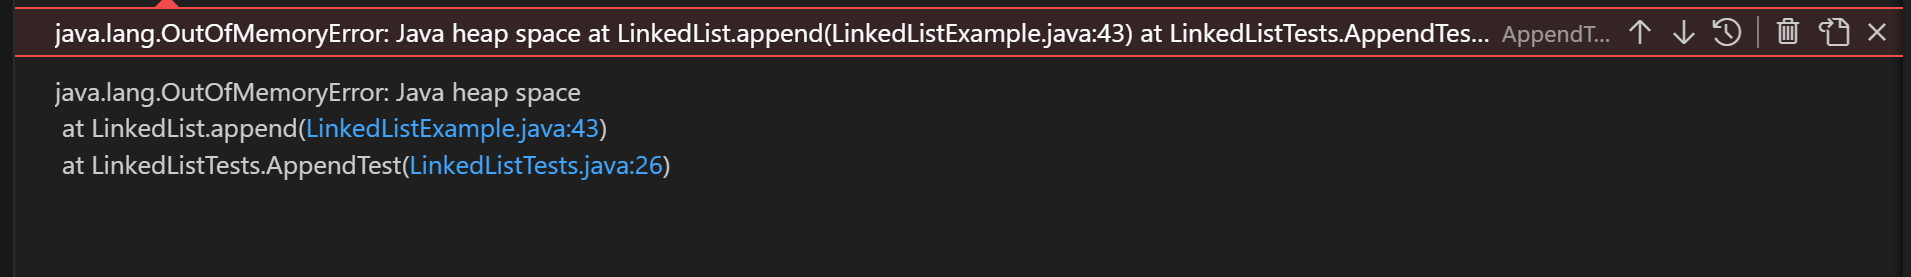 java.lang.OutOfMemoryError: Java heap space at LinkedList.append(LinkedListExample.java:43) at LinkedListTests.AppendTes... AppendT...
java.lang.OutOfMemoryError: Java heap space
at LinkedList.append(LinkedListExample.java:43)
at LinkedListTests.AppendTest(LinkedListTests.java:26)